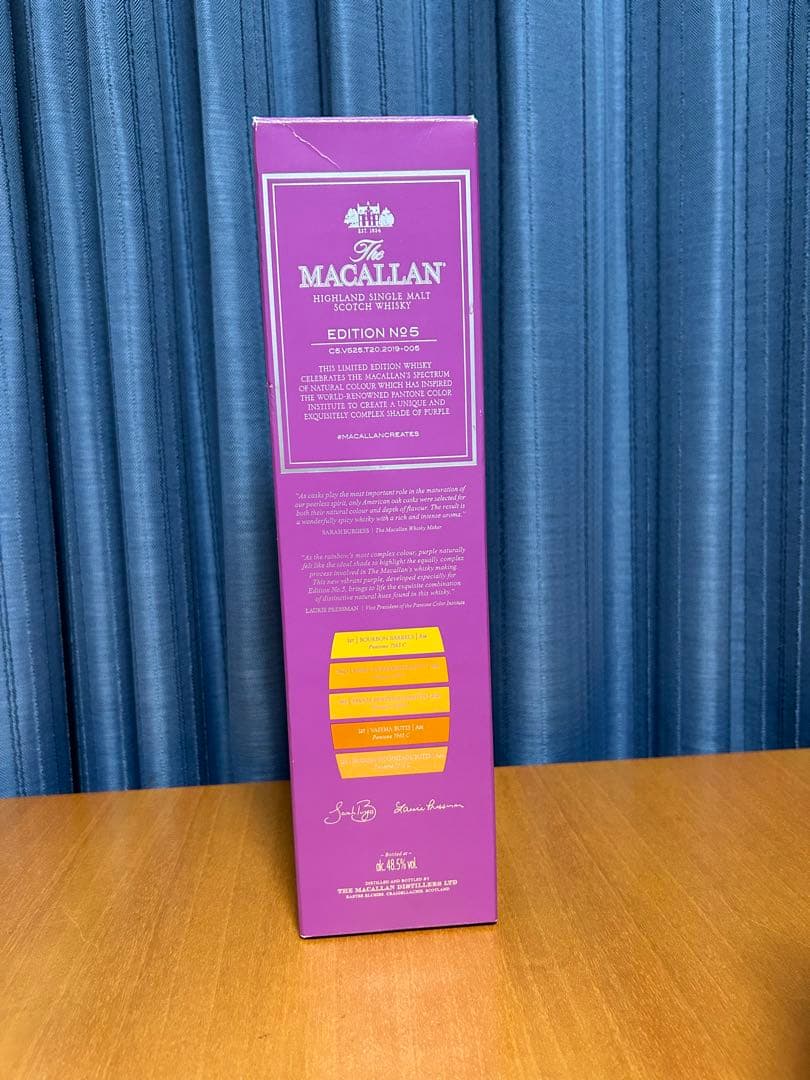 EST. 1824
The
MACALLAN
HIGHLAND SINGLE MALT
SCOTCH WHISKY
EDITION Nº5
C5.V525.T20.2019-005
THIS LIMITED EDITION WHISKY
CELEBRATES THE MACALLAN'S SPECTRUM
OF NATURAL COLOUR WHICH HAS INSPIRED
THE WORLD-RENOWNED PANTONE COLOR
INSTITUTE TO CREATE A UNIQUE AND
EXQUISITELY COMPLEX SHADE OF PURPLE
#MACALLANCREATES
"As casks play the most important role in the maturation of
our peerless spirit, only American oak casks were selected for
both their natural colour and depth of flavour. The result is
a wonderfully spicy whisky with a rich and intense aroma."
SARAH BURGESS | The Macallan Whisky Maker
"As the rainbow's most complex colour, purple naturally
felt like the ideal shade to highlight the equally complex
process involved in The Macallan's whisky making.
This new vibrant purple, developed especially for
Edition No.5, brings to life the exquisite combination
of distinctive natural hues found in this whisky."
LAURIE PRESSMAN | Vice President of the Pantone Color Institute
BOURBON BARRELS
Pantone
VASYMA BUTTS
Pantone
– Bottled at –
alc. 48.5% vol.
DISTILLED AND BOTTLED BY
THE MACALLAN DISTILLERS LTD
EASTER ELCHIES, CRAIGELLACHIE, SCOTLAND